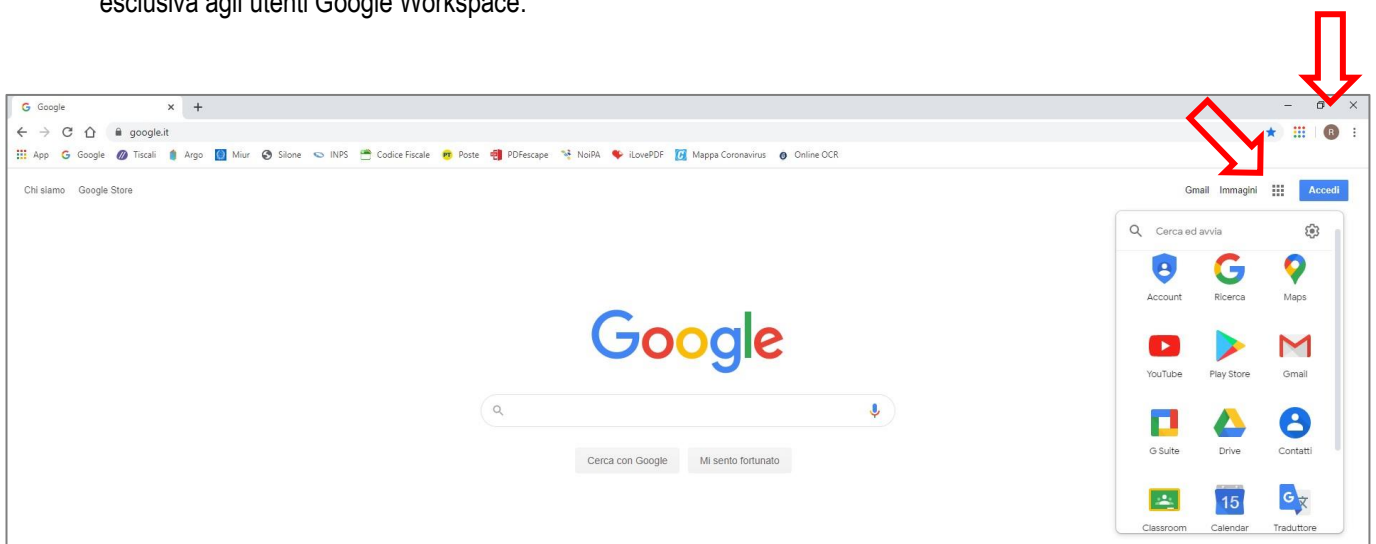 esclusiva agli utenti Google Workspace.
Google
google.it
R
App Google Tiscali Argo Miur Silone INPS Codice Fiscale PT Poste PDFescape NoiPA iLovePDF Mappa Coronavirus Online OCR
Chi siamo Google Store
Gmail Immagini Accedi
Cerca ed avvia
Account Ricerca Maps
Google
YouTube Play Store Gmail
G Suite Drive Contatti
Cerca con Google Mi sento fortunato
15
Classroom Calendar Traduttore